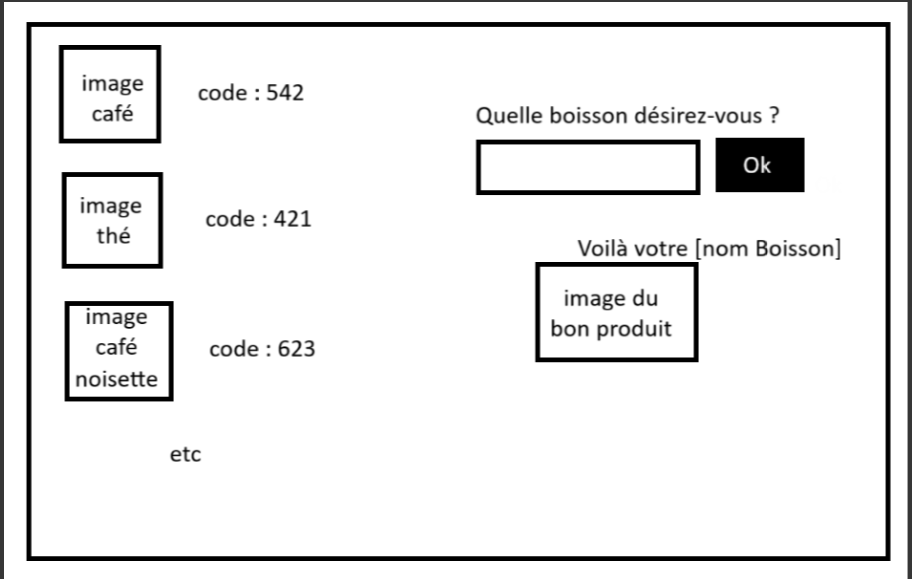 image
café
code : 542
image
thé
code : 421
image
café
noisette
code : 623
etc
Quelle boisson désirez-vous ?
Ok
Voilà votre [nom Boisson]
image du
bon produit